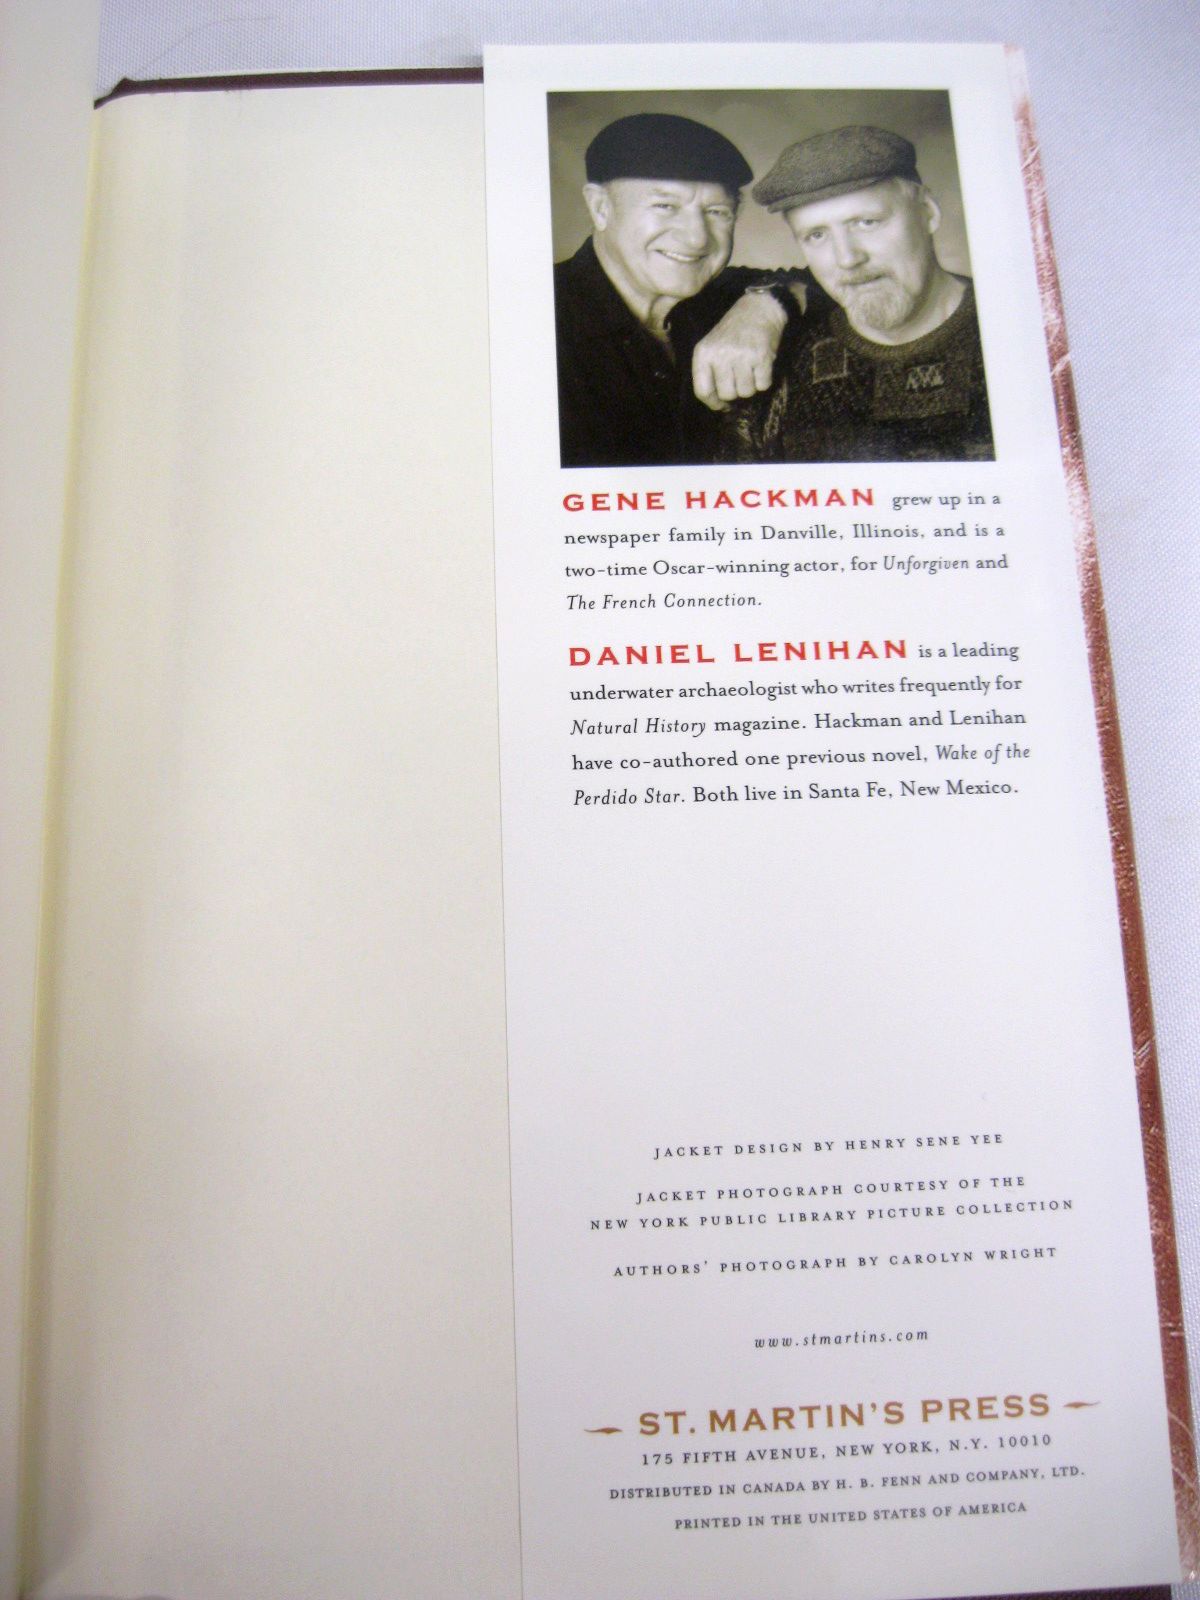 GENE HACKMAN grew up in a
newspaper family in Danville, Illinois, and is a
two-time Oscar-winning actor, for Unforgiven and
The French Connection.
DANIEL LENIHAN is a leading
underwater archaeologist who writes frequently for
Natural History magazine. Hackman and Lenihan
have co-authored one previous novel, Wake of the
Perdido Star. Both live in Santa Fe, New Mexico.
JACKET DESIGN BY HENRY SENE YEE
JACKET PHOTOGRAPH COURTESY OF THE
NEW YORK PUBLIC LIBRARY PICTURE COLLECTION
AUTHORS' PHOTOGRAPH BY CAROLYN WRIGHT
www.stmartins.com
ST. MARTIN'S PRESS
175 FIFTH AVENUE, NEW YORK, N.Y. 10010
DISTRIBUTED IN CANADA BY H. B. FENN AND COMPANY, LTD.
PRINTED IN THE UNITED STATES OF AMERICA